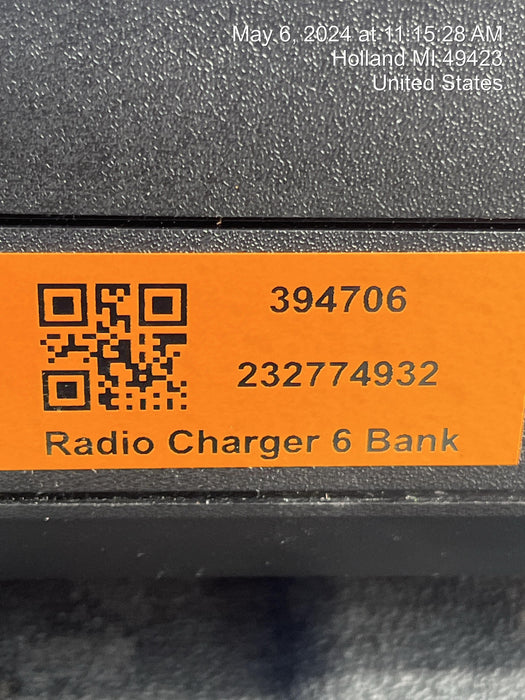 May 6, 2024 at 11:15:28 AM
Holland MI 49423
United States
394706
232774932
Radio Charger 6 Bank